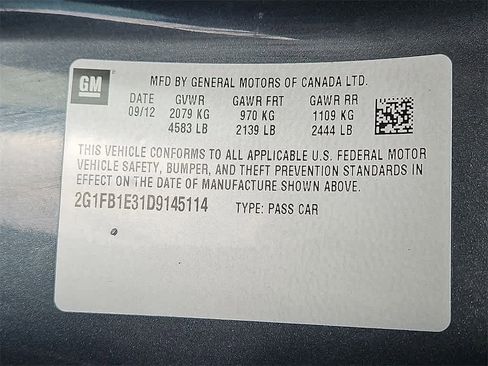 GM
MFD BY GENERAL MOTORS OF CANADA LTD.
DATE GVWR GAWR FRT GAWR RR
09/12 2079 KG 970 KG 1109 KG
4583 LB 2139 LB 2444 LB
THIS VEHICLE CONFORMS TO ALL APPLICABLE U.S. FEDERAL MOTOR
VEHICLE SAFETY, BUMPER, AND THEFT PREVENTION STANDARDS IN
EFFECT ON THE DATE OF MANUFACTURE SHOWN ABOVE.
2G1FB1E31D9145114 TYPE: PASS CAR